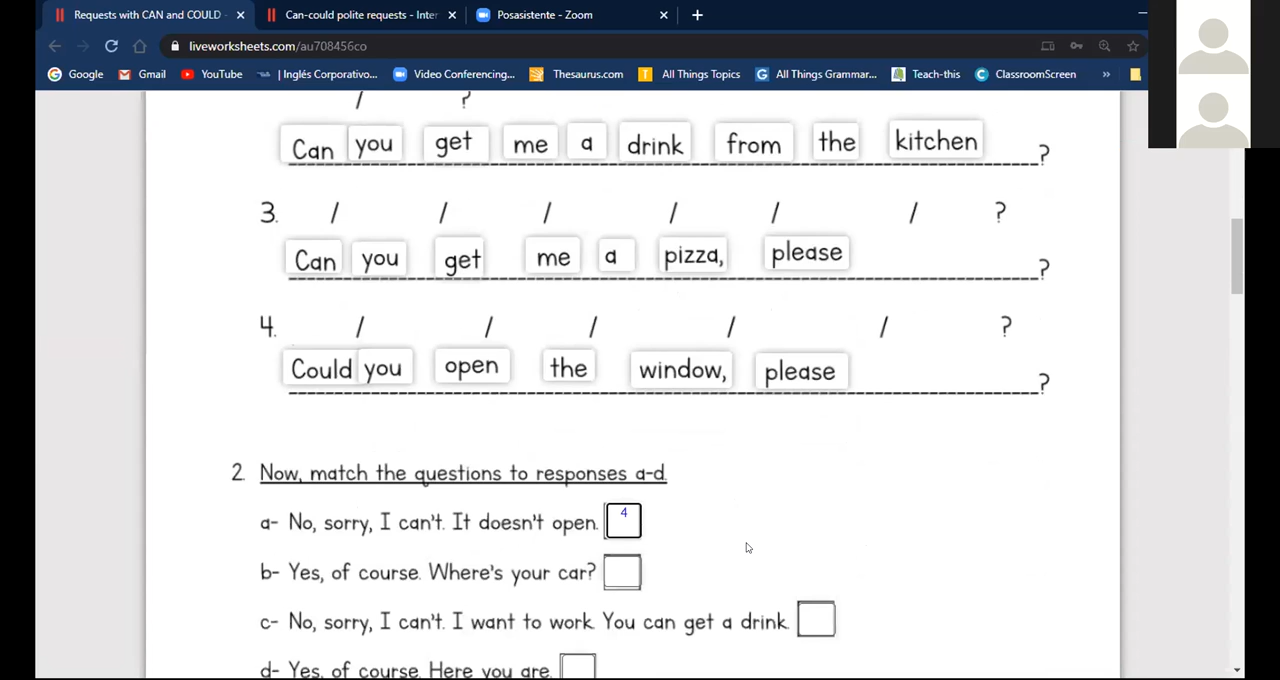 Requests with CAN and COULD -
Can-could polite requests - Inter
Posasistente - Zoom
liveworksheets.com/au708456co
Google
Gmail
YouTube
Inglés Corporativo...
Video Conferencing...
Thesaurus.com
All Things Topics
All Things Grammar...
Teach-this
ClassroomScreen
»
/ ?
Can you get me a drink from the kitchen ?
3. / / / / / / ?
Can you get me a pizza, please ?
4. / / / / / ?
Could you open the window, please ?
2. Now, match the questions to responses a-d.
a- No, sorry, I can't. It doesn't open. 4
b- Yes, of course. Where's your car?
c- No, sorry, I can't. I want to work. You can get a drink.
d- Yes, of course. Here you are.